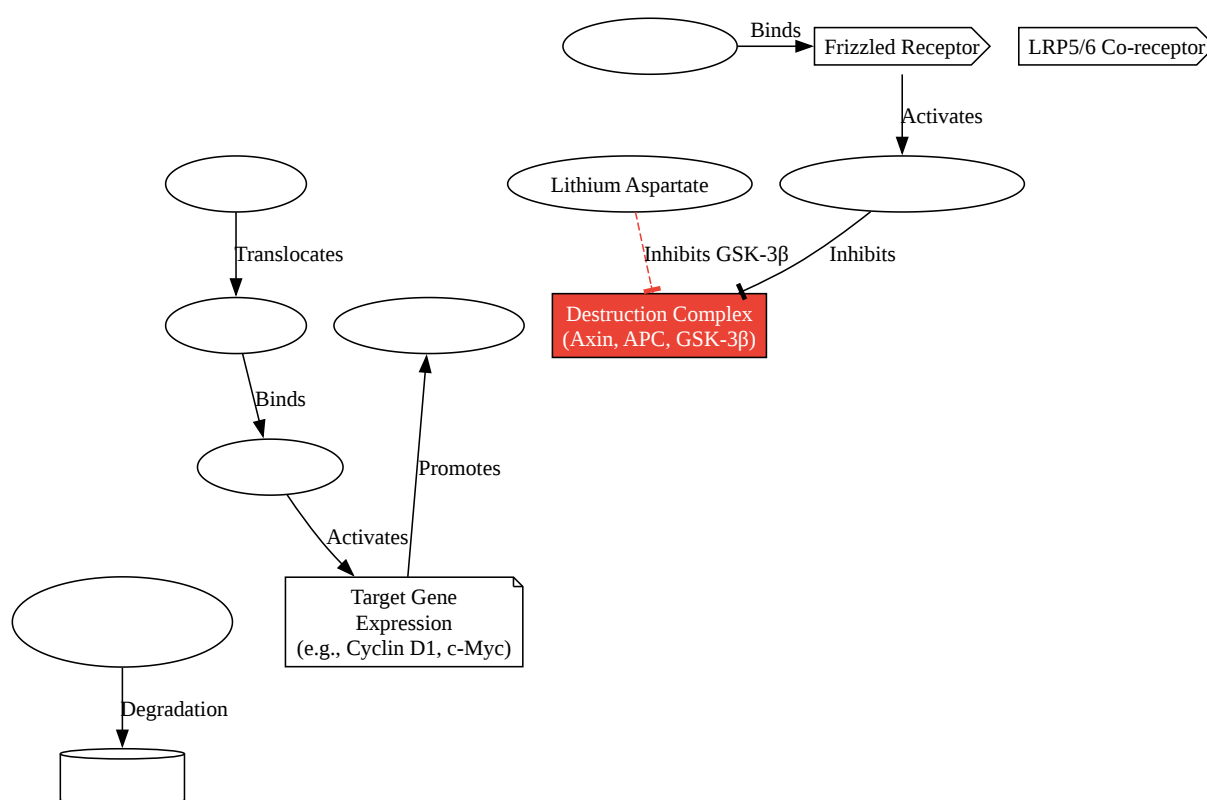 Binds
Frizzled Receptor
LRP5/6 Co-receptor
Activates
Lithium Aspartate
Translocates
Inhibits GSK-3β
Inhibits
Destruction Complex
(Axin, APC, GSK-3β)
Binds
Promotes
Activates
Target Gene
Expression
(e.g., Cyclin D1, c-Myc)
Degradation